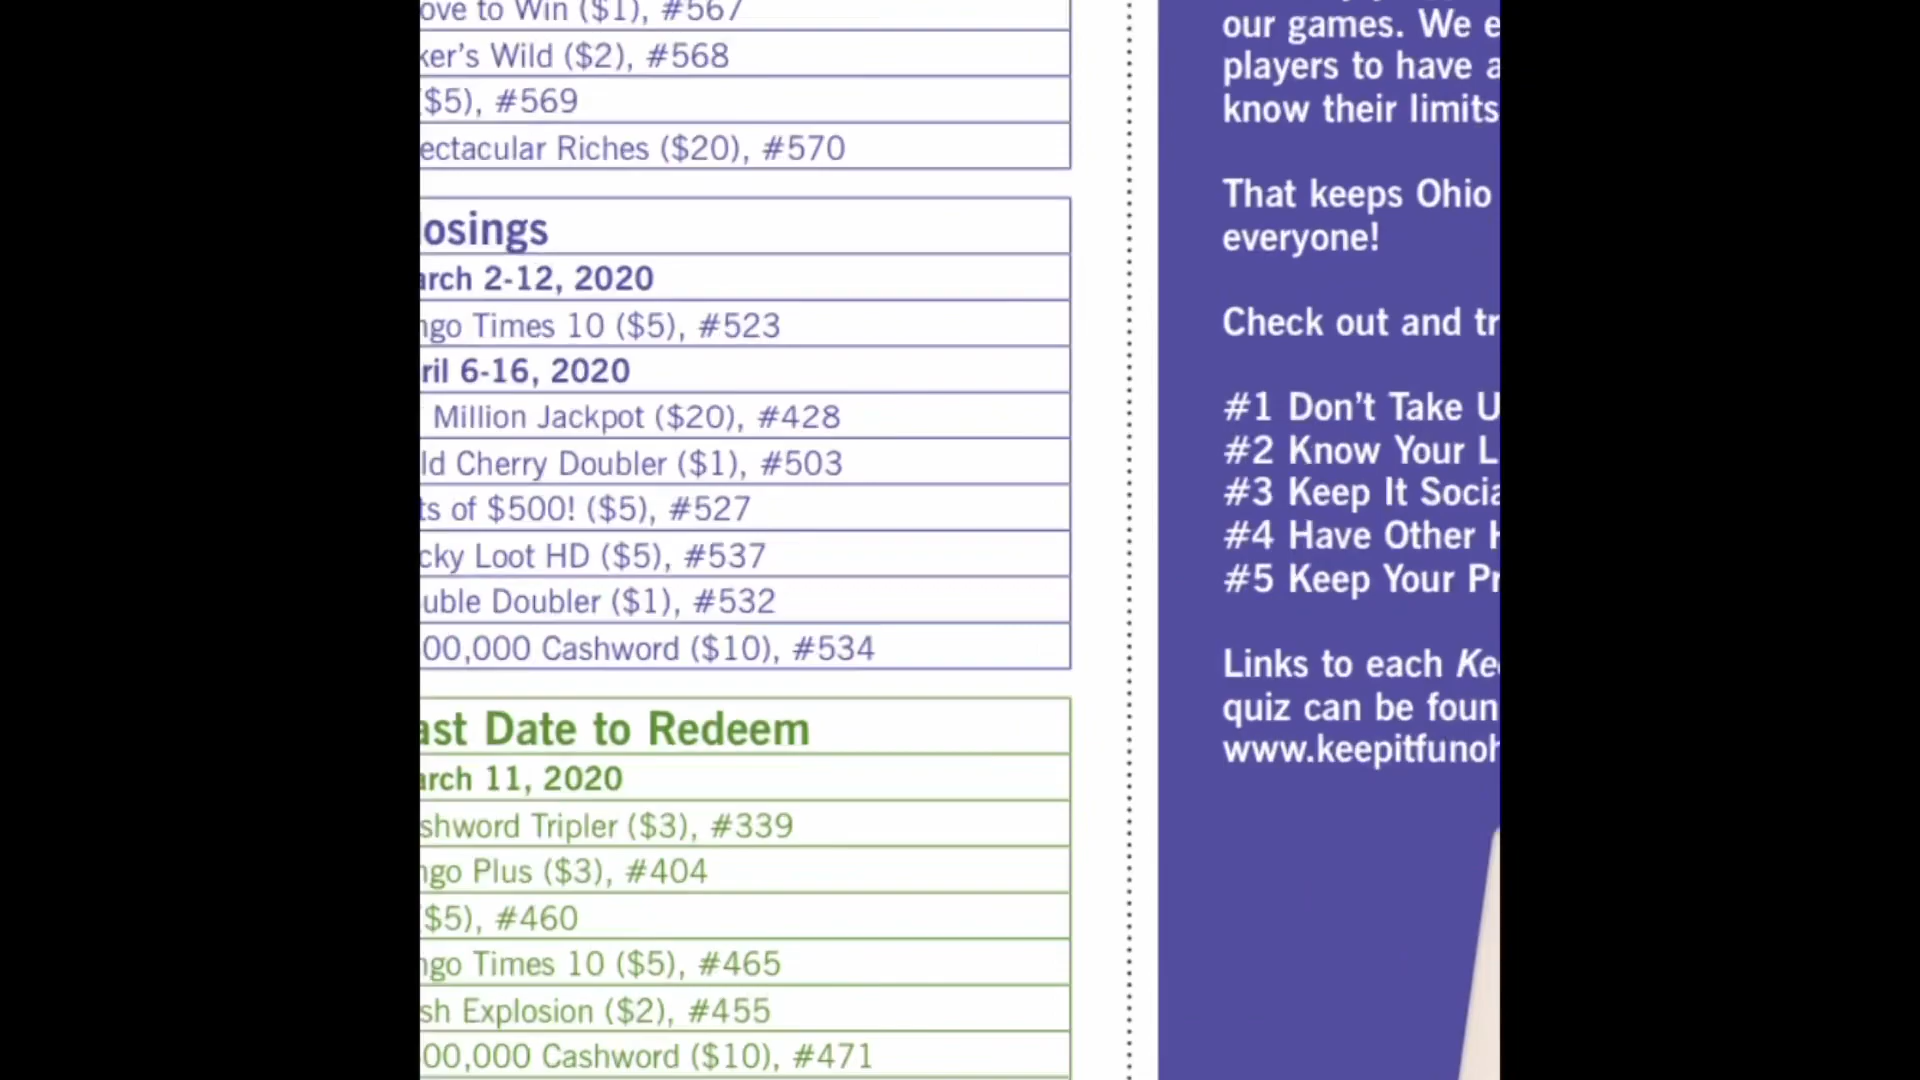 ove to Win ($1), #567
ker's Wild ($2), #568
($5), #569
ectacular Riches ($20), #570
osings
arch 2-12, 2020
ngo Times 10 ($5), #523
ril 6-16, 2020
Million Jackpot ($20), #428
ld Cherry Doubler ($1), #503
ts of $500! ($5), #527
cky Loot HD ($5), #537
uble Doubler ($1), #532
00,000 Cashword ($10), #534
ast Date to Redeem
arch 11, 2020
shword Tripler ($3), #339
ngo Plus ($3), #404
($5), #460
ngo Times 10 ($5), #465
sh Explosion ($2), #455
00,000 Cashword ($10), #471
our games. We e
players to have a
know their limits
That keeps Ohio
everyone!
Check out and tr
#1 Don't Take U
#2 Know Your L
#3 Keep It Socia
#4 Have Other H
#5 Keep Your Pr
Links to each Kee
quiz can be foun
www.keepitfunoh